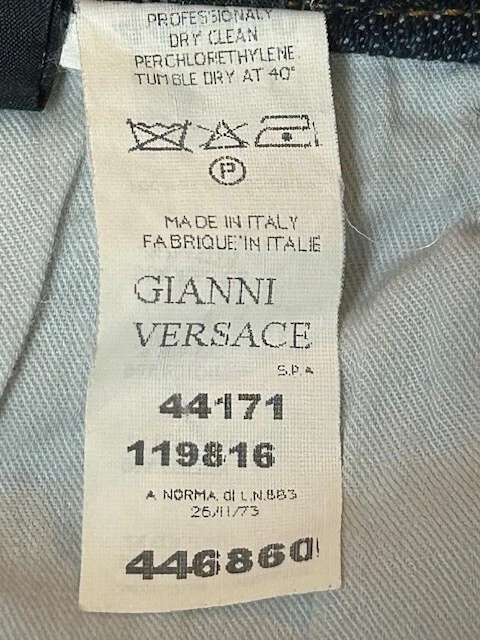 PROFESSIONALY
DRY CLEAN
PERCHLORETHYLENE
TUMBLE DRY AT 40°
P
MADE IN ITALY
FABRIQUE'IN ITALIE
GIANNI
VERSACE
S.P.A
44171
119816
A NORMA di L.N.883
26/11/73
446860